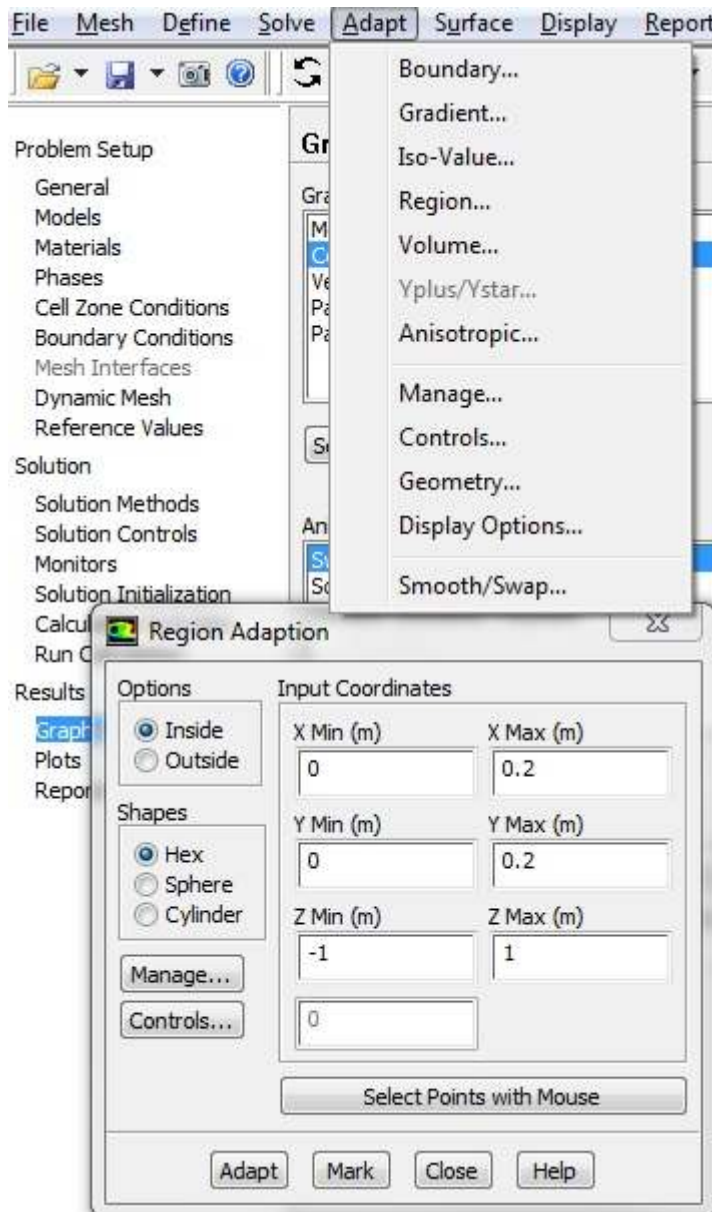 File Mesh Define Solve Adapt Surface Display Report
Problem Setup
General
Models
Materials
Phases
Cell Zone Conditions
Boundary Conditions
Mesh Interfaces
Dynamic Mesh
Reference Values
Solution
Solution Methods
Solution Controls
Monitors
Solution Initialization
Results
Plots
Boundary...
Gradient...
Iso-Value...
Region...
Volume...
Yplus/Ystar...
Anisotropic...
Manage...
Controls...
Geometry...
Display Options...
Smooth/Swap...
Region Adaption
Options
Inside
Outside
Shapes
Hex
Sphere
Cylinder
Manage...
Controls...
Input Coordinates
X Min (m) X Max (m)
0 0.2
Y Min (m) Y Max (m)
0 0.2
Z Min (m) Z Max (m)
-1 1
0
Select Points with Mouse
Adapt Mark Close Help